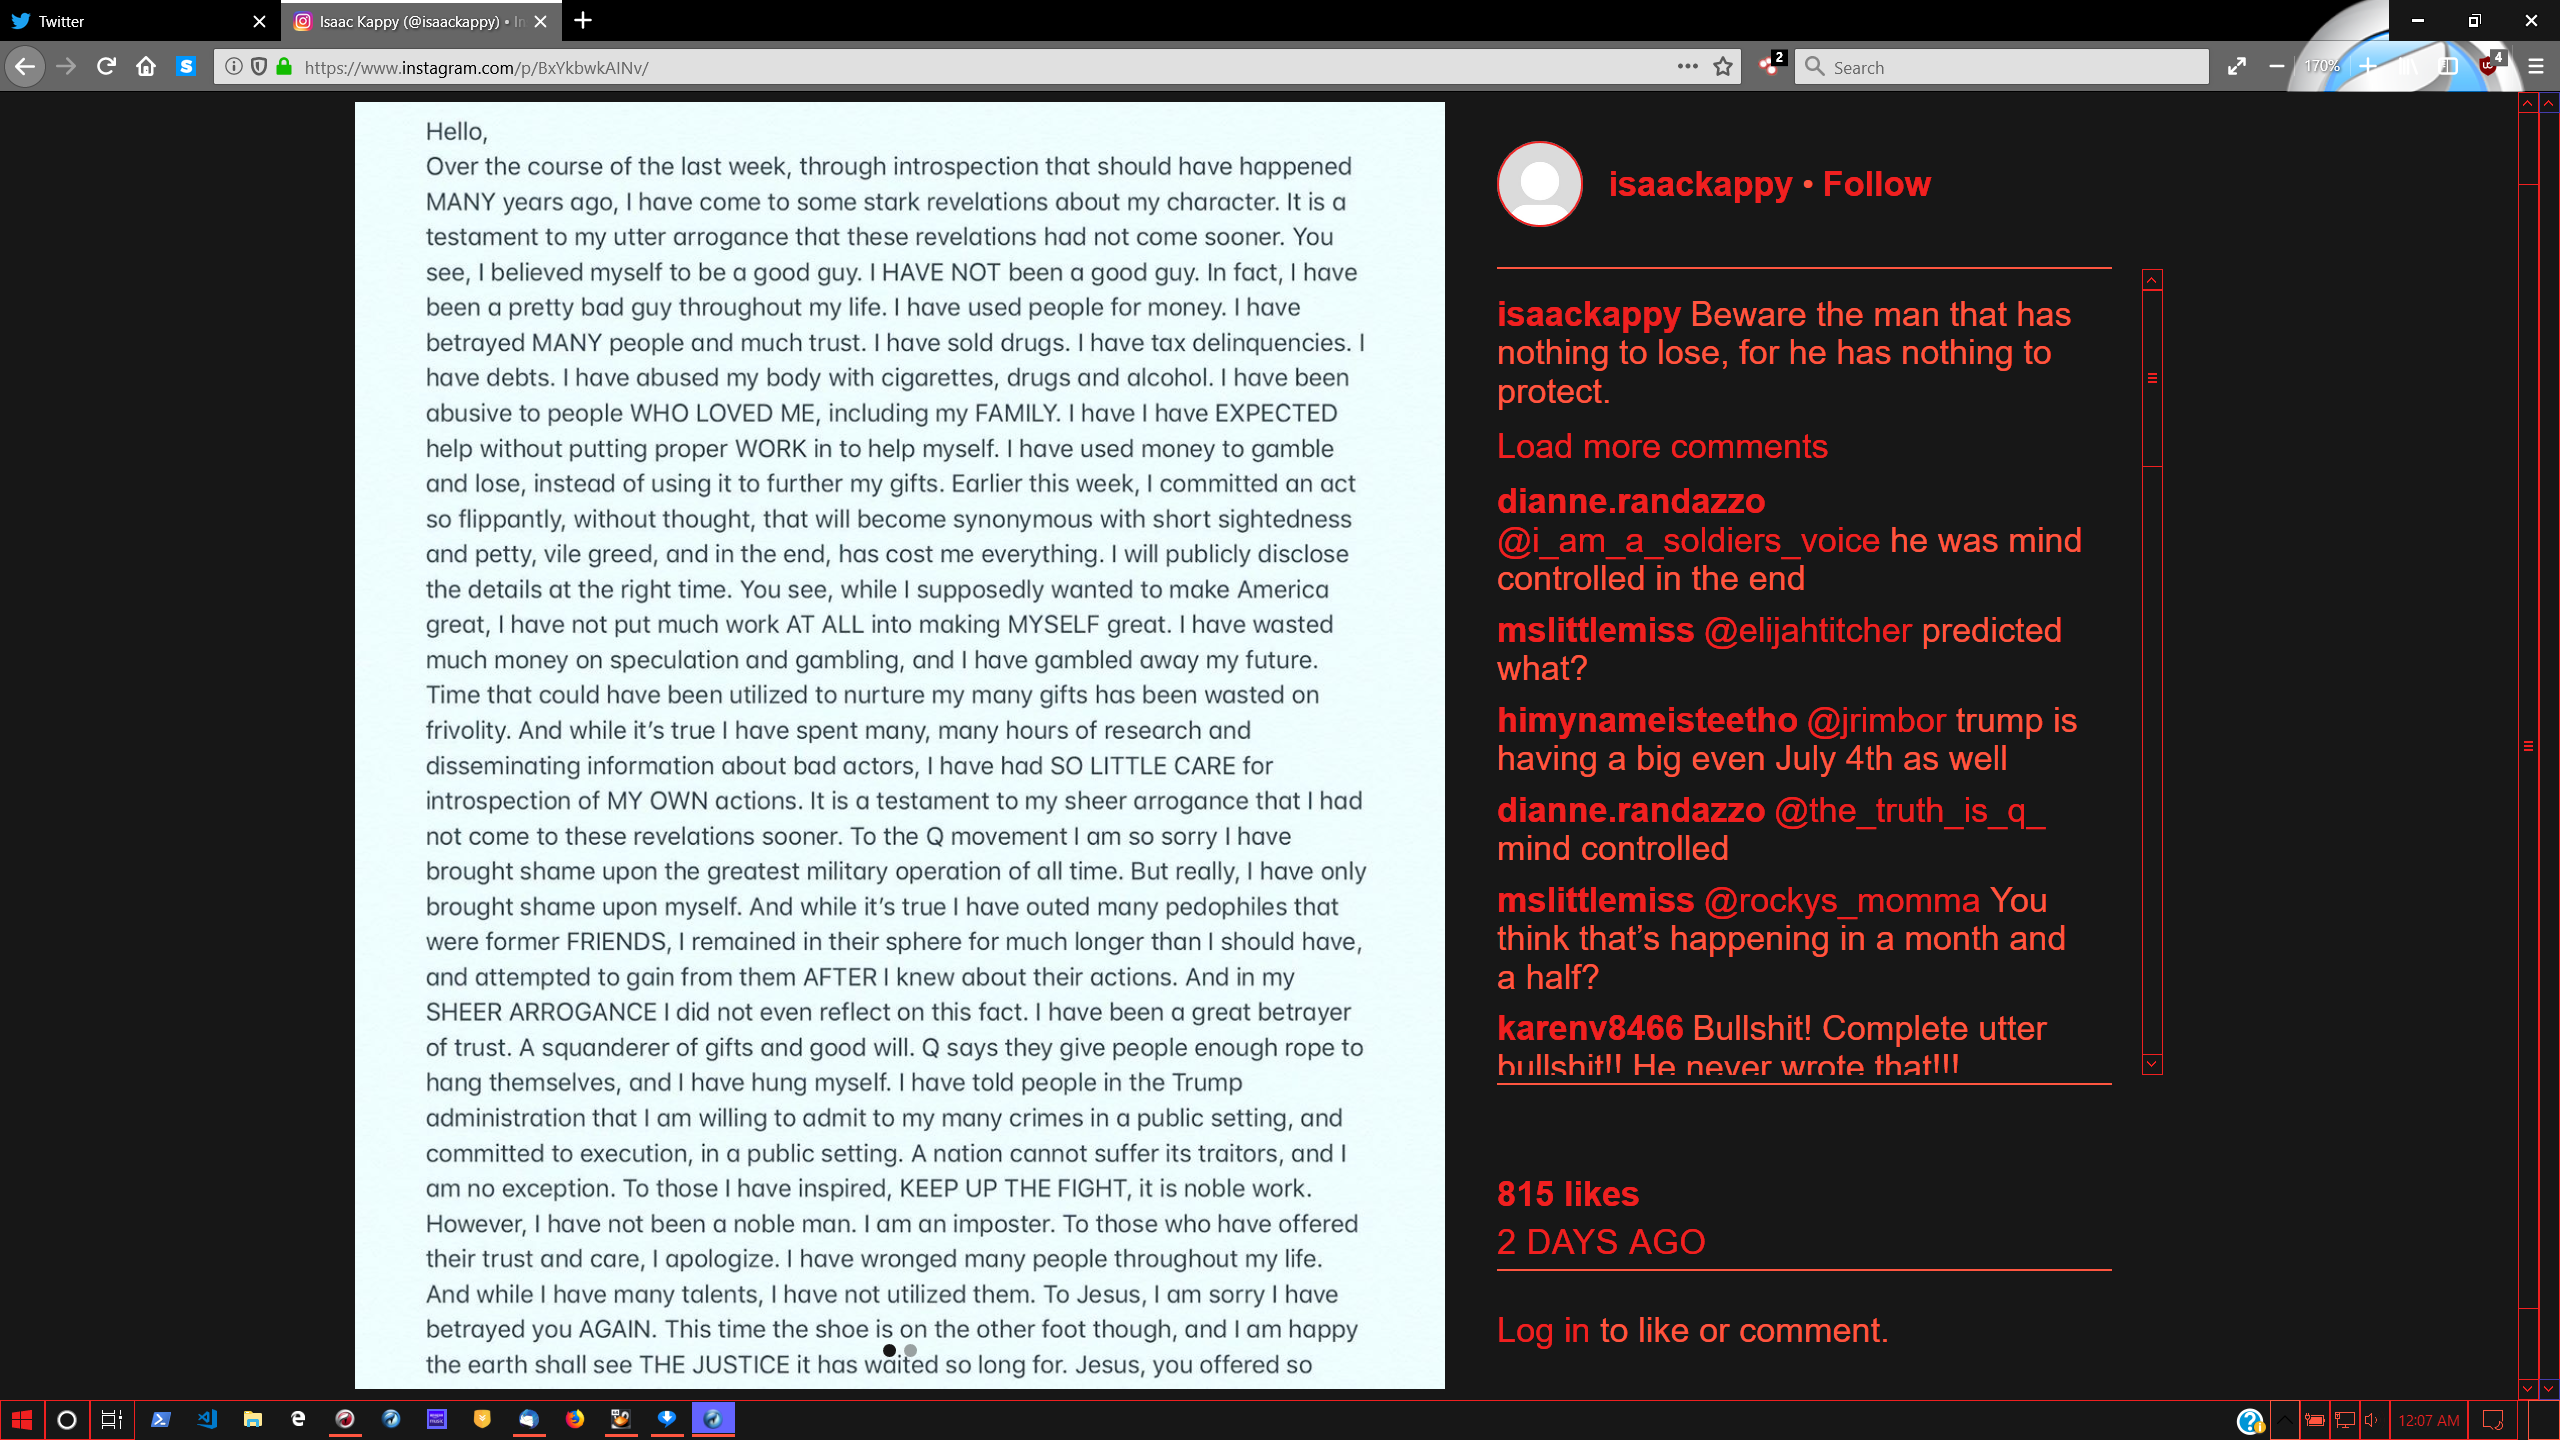 Twitter
Isaac Kappy (@isaackappy) • In
https://www.instagram.com/p/BxYkbwkAINv/
2
Search
170%
4
Hello,
Over the course of the last week, through introspection that should have happened
MANY years ago, I have come to some stark revelations about my character. It is a
testament to my utter arrogance that these revelations had not come sooner. You
see, I believed myself to be a good guy. I HAVE NOT been a good guy. In fact, I have
been a pretty bad guy throughout my life. I have used people for money. I have
betrayed MANY people and much trust. I have sold drugs. I have tax delinquencies. I
have debts. I have abused my body with cigarettes, drugs and alcohol. I have been
abusive to people WHO LOVED ME, including my FAMILY. I have I have EXPECTED
help without putting proper WORK in to help myself. I have used money to gamble
and lose, instead of using it to further my gifts. Earlier this week, I committed an act
so flippantly, without thought, that will become synonymous with short sightedness
and petty, vile greed, and in the end, has cost me everything. I will publicly disclose
the details at the right time. You see, while I supposedly wanted to make America
great, I have not put much work AT ALL into making MYSELF great. I have wasted
much money on speculation and gambling, and I have gambled away my future.
Time that could have been utilized to nurture my many gifts has been wasted on
frivolity. And while it’s true I have spent many, many hours of research and
disseminating information about bad actors, I have had SO LITTLE CARE for
introspection of MY OWN actions. It is a testament to my sheer arrogance that I had
not come to these revelations sooner. To the Q movement I am so sorry I have
brought shame upon the greatest military operation of all time. But really, I have only
brought shame upon myself. And while it’s true I have outed many pedophiles that
were former FRIENDS, I remained in their sphere for much longer than I should have,
and attempted to gain from them AFTER I knew about their actions. And in my
SHEER ARROGANCE I did not even reflect on this fact. I have been a great betrayer
of trust. A squanderer of gifts and good will. Q says they give people enough rope to
hang themselves, and I have hung myself. I have told people in the Trump
administration that I am willing to admit to my many crimes in a public setting, and
committed to execution, in a public setting. A nation cannot suffer its traitors, and I
am no exception. To those I have inspired, KEEP UP THE FIGHT, it is noble work.
However, I have not been a noble man. I am an imposter. To those who have offered
their trust and care, I apologize. I have wronged many people throughout my life.
And while I have many talents, I have not utilized them. To Jesus, I am sorry I have
betrayed you AGAIN. This time the shoe is on the other foot though, and I am happy
the earth shall see THE JUSTICE it has waited so long for. Jesus, you offered so
isaackappy • Follow
isaackappy Beware the man that has
nothing to lose, for he has nothing to
protect.
Load more comments
dianne.randazzo
@i_am_a_soldiers_voice he was mind
controlled in the end
mslittlemiss @elijahtitcher predicted
what?
himynameisteetho @jrimbor trump is
having a big even July 4th as well
dianne.randazzo @the_truth_is_q_
mind controlled
mslittlemiss @rockys_momma You
think that’s happening in a month and
a half?
karenv8466 Bullshit! Complete utter
bullshit!! He never wrote that!!!
815 likes
2 DAYS AGO
Log in to like or comment.
12:07 AM